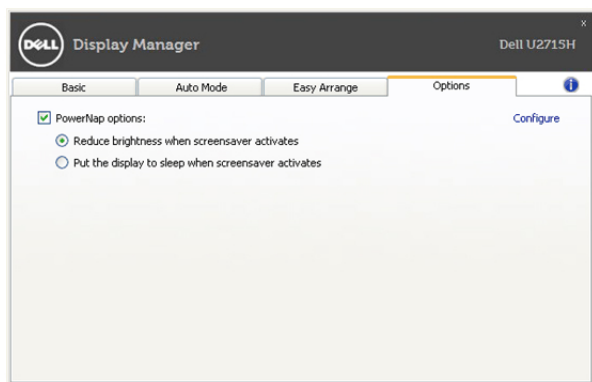 x
DELL Display Manager Dell U2715H
Basic Auto Mode Easy Arrange Options i
PowerNap options: Configure
Reduce brightness when screensaver activates
Put the display to sleep when screensaver activates